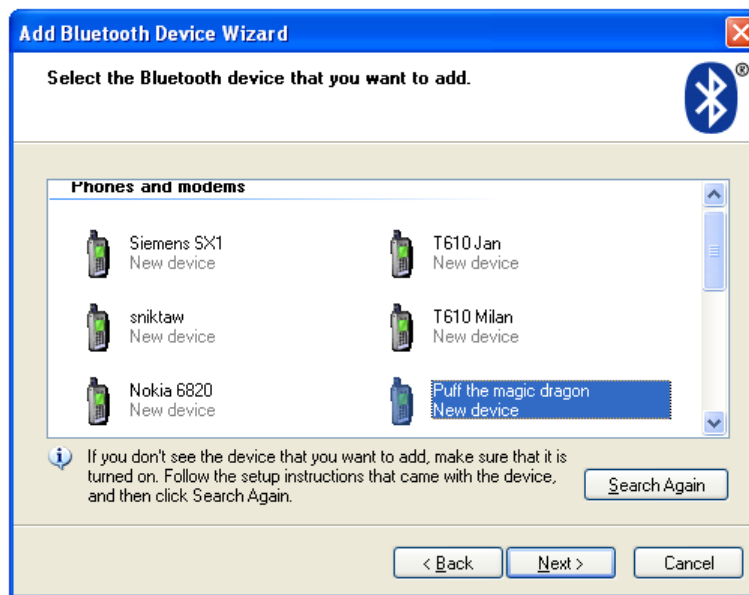 Add Bluetooth Device Wizard
Select the Bluetooth device that you want to add.
®
Phones and modems
Siemens SX1
New device
T610 Jan
New device
sniktaw
New device
T610 Milan
New device
Nokia 6820
New device
Puff the magic dragon
New device
If you don't see the device that you want to add, make sure that it is
turned on. Follow the setup instructions that came with the device,
and then click Search Again.
Search Again
< Back
Next >
Cancel